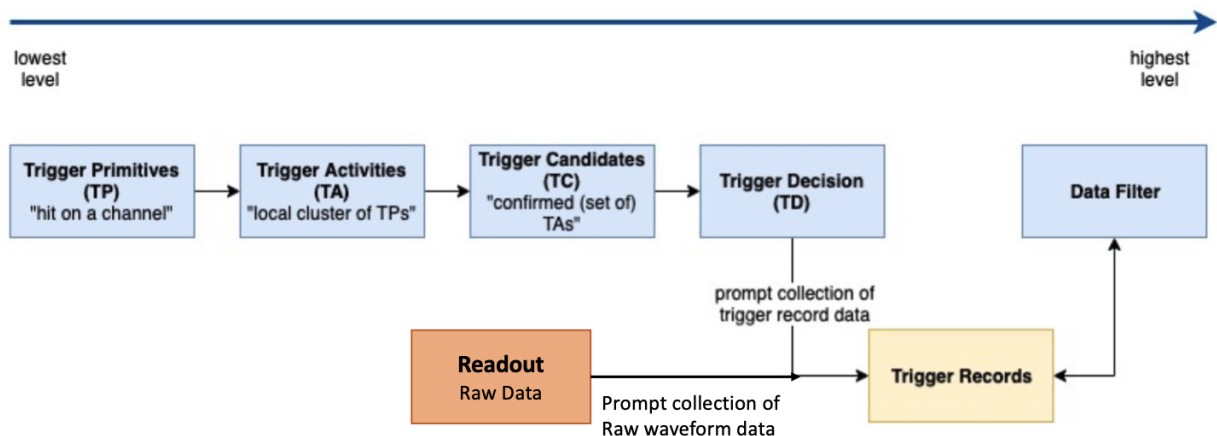 lowest
level
highest
level
Trigger Primitives
(TP)
"hit on a channel"
Trigger Activities
(TA)
"local cluster of TPs"
Trigger Candidates
(TC)
"confirmed (set of)
TAs"
Trigger Decision
(TD)
Data Filter
prompt collection of
trigger record data
Readout
Raw Data
Prompt collection of
Raw waveform data
Trigger Records